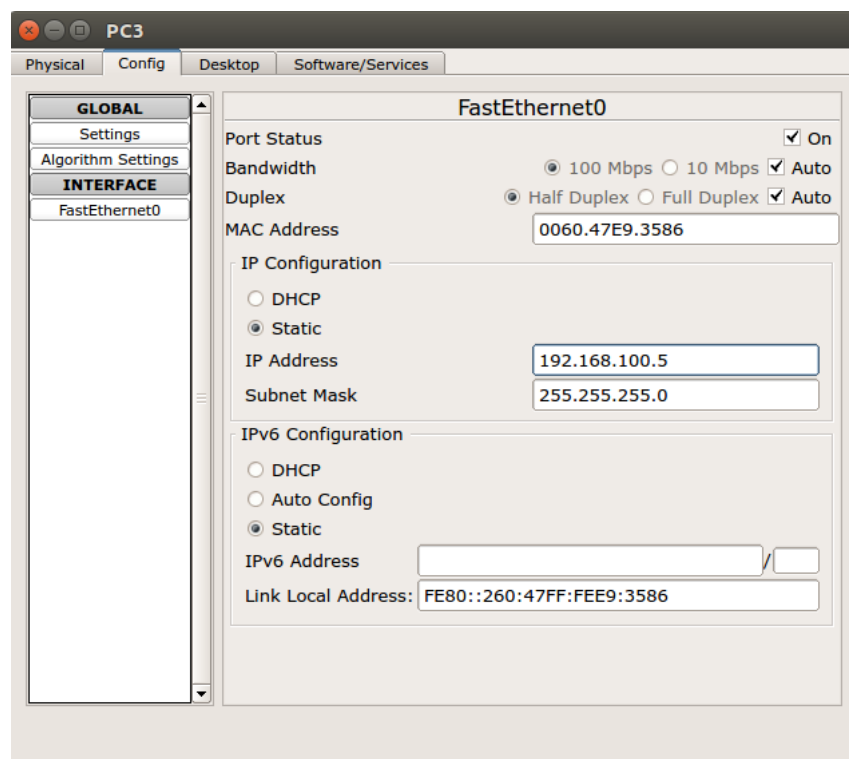 PC3
Physical Config Desktop Software/Services
GLOBAL
Settings
Algorithm Settings
INTERFACE
FastEthernet0
FastEthernet0
Port Status On
Bandwidth 100 Mbps 10 Mbps Auto
Duplex Half Duplex Full Duplex Auto
MAC Address 0060.47E9.3586
IP Configuration
DHCP
Static
IP Address 192.168.100.5
Subnet Mask 255.255.255.0
IPv6 Configuration
DHCP
Auto Config
Static
IPv6 Address /
Link Local Address: FE80::260:47FF:FEE9:3586